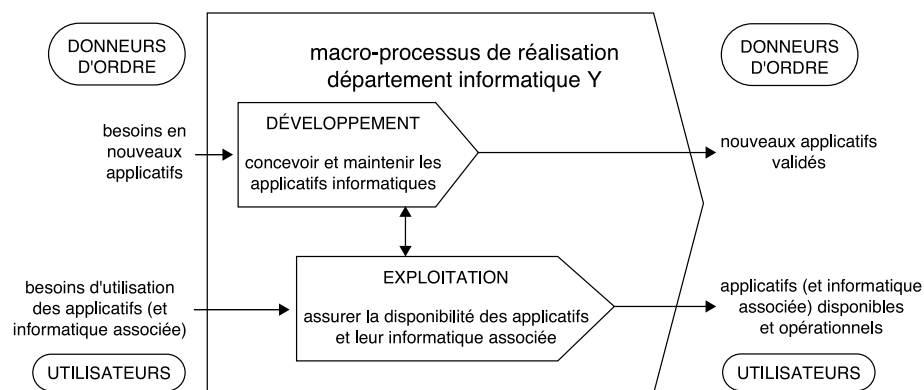 DONNEURS
D'ORDRE
macro-processus de réalisation
département informatique Y
DONNEURS
D'ORDRE
besoins en
nouveaux
applicatifs
DÉVELOPPEMENT
concevoir et maintenir les
applicatifs informatiques
nouveaux applicatifs
validés
besoins d'utilisation
des applicatifs (et
informatique associée)
EXPLOITATION
assurer la disponibilité des applicatifs
et leur informatique associée
applicatifs (et informatique
associée) disponibles
et opérationnels
UTILISATEURS
UTILISATEURS